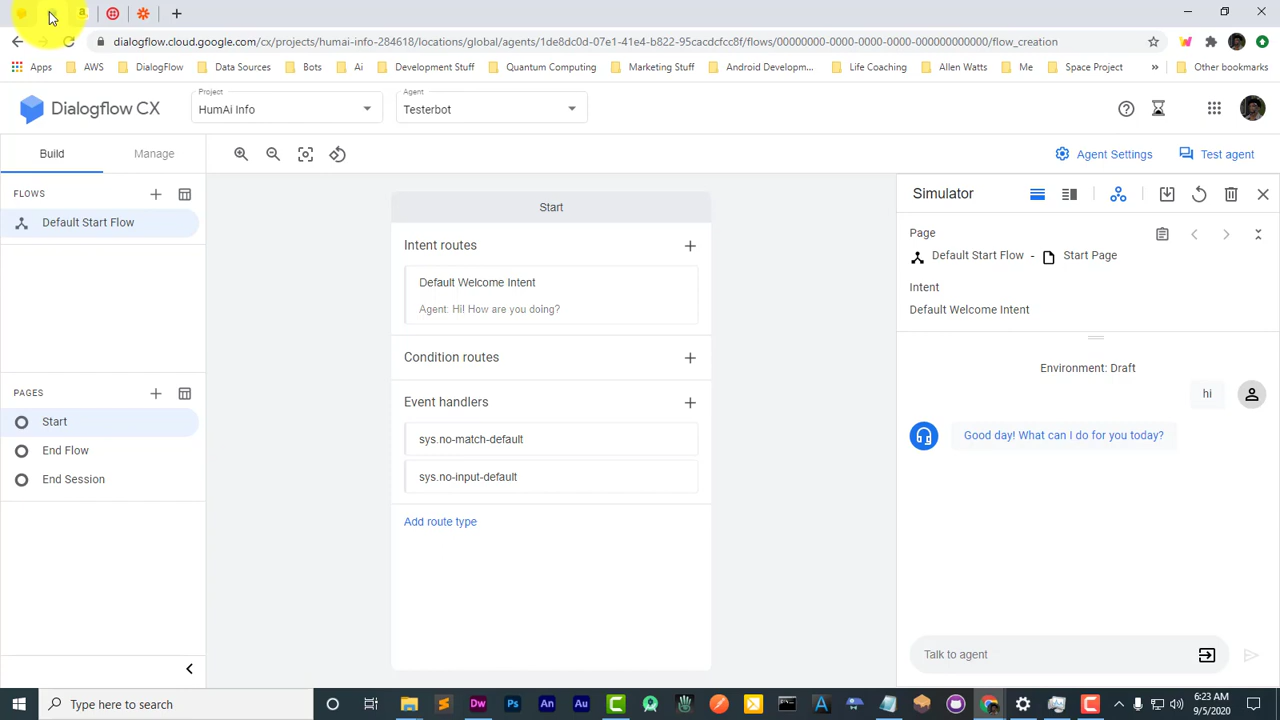 dialogflow.cloud.google.com/cx/projects/humai-info-284618/locations/global/agents/1de8dc0d-07e1-41e4-b822-95cacdcfcc8f/flows/00000000-0000-0000-0000-000000000000/flow_creation
Apps AWS DialogFlow Data Sources Bots Ai Development Stuff Quantum Computing Marketing Stuff Android Developm... Life Coaching Allen Watts Me Space Project » Other bookmarks
Dialogflow CX
Project
HumAi Info
Agent
Testerbot
Build
Manage
Agent Settings
Test agent
FLOWS
Default Start Flow
PAGES
Start
End Flow
End Session
Start
Intent routes
Default Welcome Intent
Agent: Hi! How are you doing?
Condition routes
Event handlers
sys.no-match-default
sys.no-input-default
Add route type
Simulator
Page
Default Start Flow - Start Page
Intent
Default Welcome Intent
Environment: Draft
hi
Good day! What can I do for you today?
Talk to agent
Type here to search
Dw Ps An Au
6:23 AM
9/5/2020